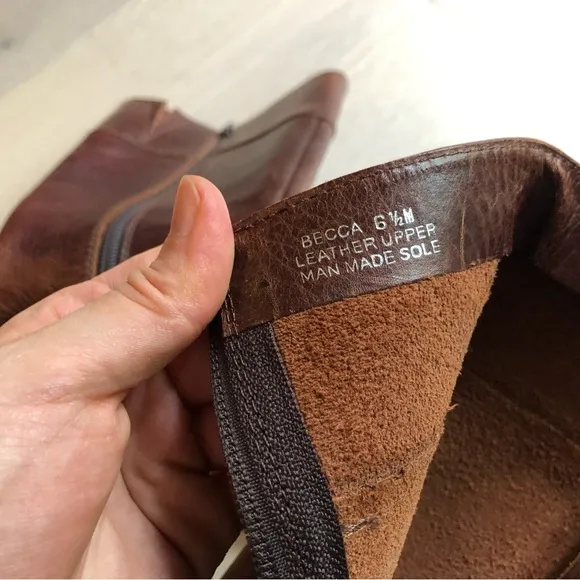 BECCA 6½M
LEATHER UPPER
MAN MADE SOLE